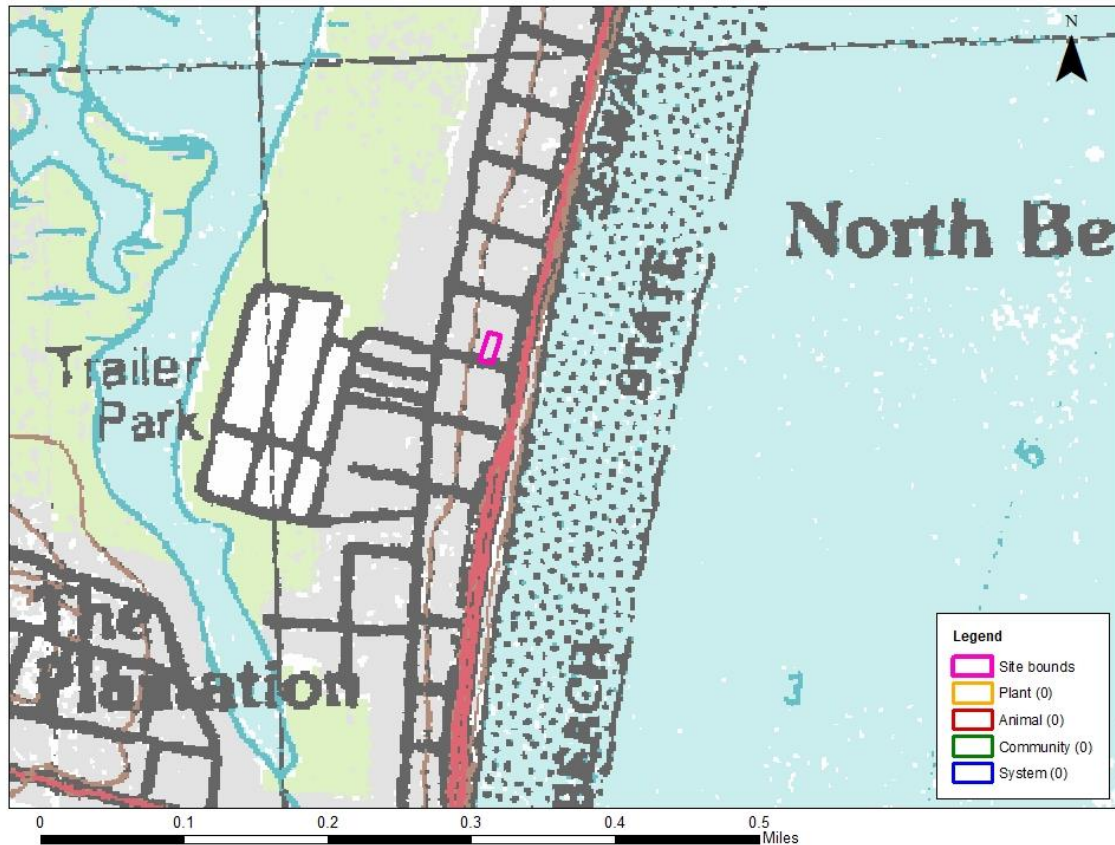 N
North Be
SEAWALL
STATE
BEACH
Trailer
Park
6
3
The
Plantation
Legend
Site bounds
Plant (0)
Animal (0)
Community (0)
System (0)
0 0.1 0.2 0.3 0.4 0.5
Miles